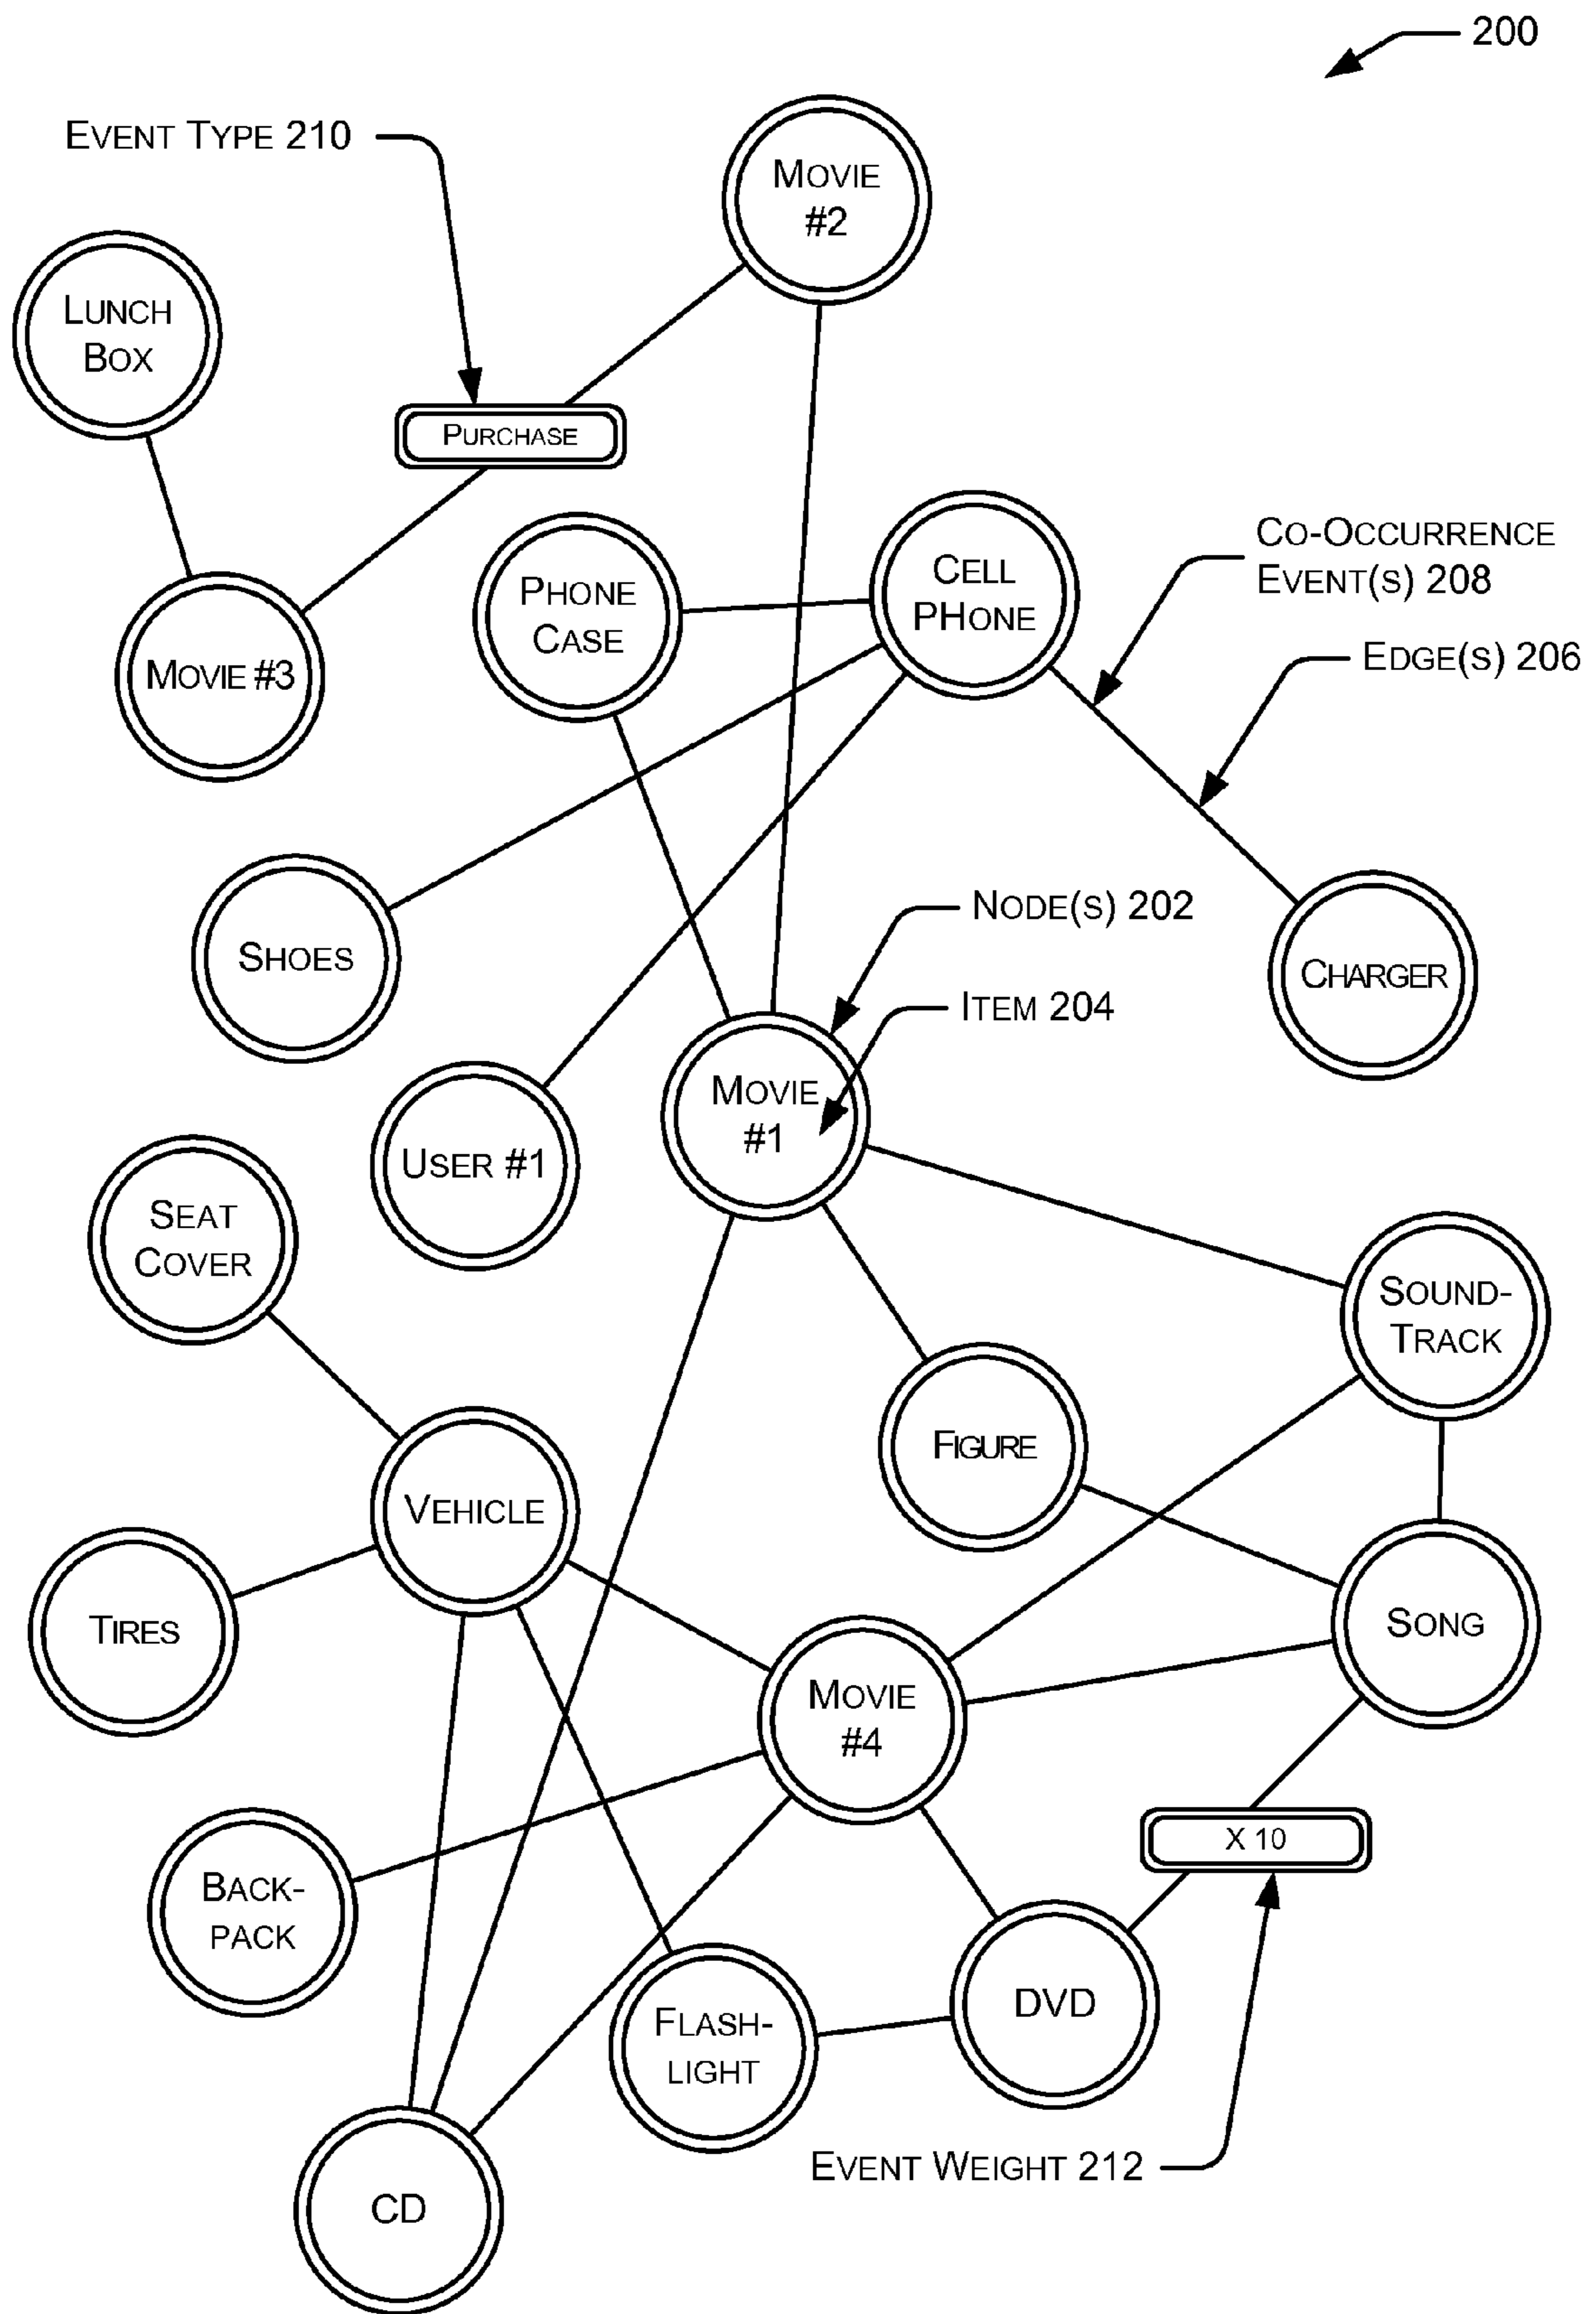 200
EVENT TYPE 210
MOVIE
#2
LUNCH
BOX
PURCHASE
PHONE
CASE
CELL
PHONE
CO-OCCURRENCE
EVENT(S) 208
EDGE(S) 206
MOVIE #3
SHOES
NODE(S) 202
CHARGER
ITEM 204
MOVIE
#1
USER #1
SEAT
COVER
SOUND-
TRACK
FIGURE
VEHICLE
TIRES
SONG
MOVIE
#4
X 10
BACK-
PACK
DVD
FLASH-
LIGHT
EVENT WEIGHT 212
CD